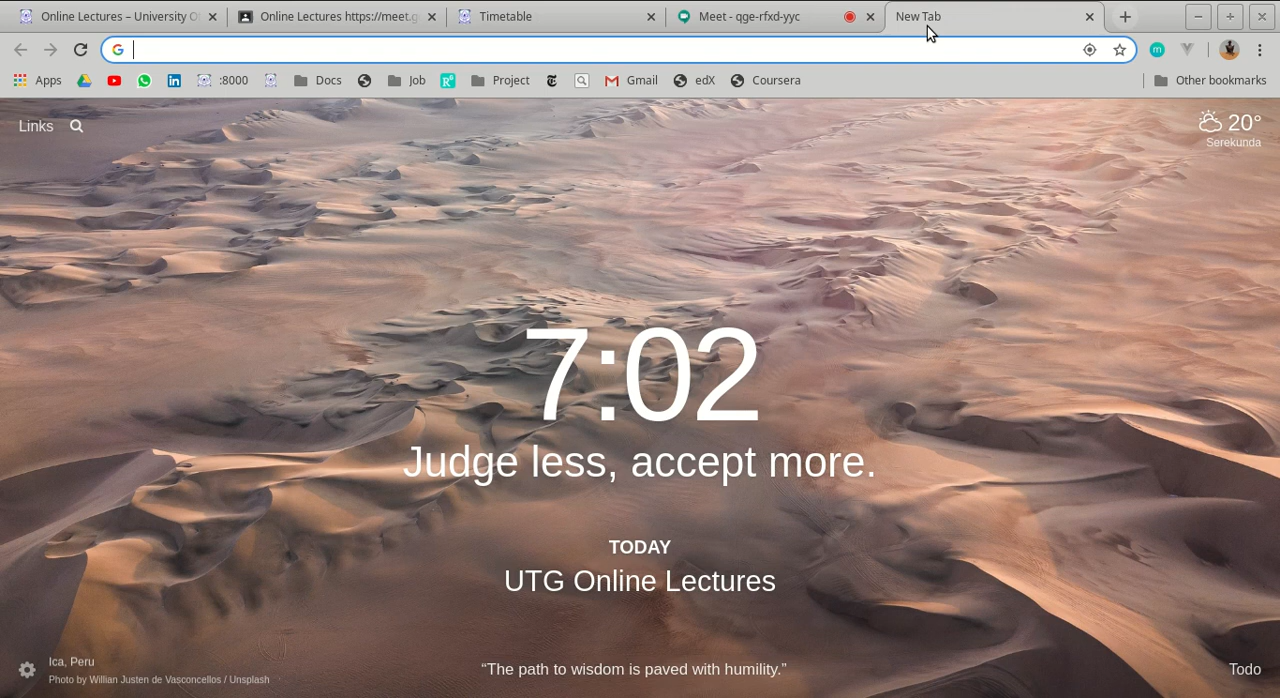 Online Lectures – University O
Online Lectures https://meet.g
Timetable
Meet - qge-rfxd-yyc
New Tab
Apps
:8000
Docs
Job
Project
Gmail
edX
Coursera
Other bookmarks
Links
20°
Serekunda
7:02
Judge less, accept more.
TODAY
UTG Online Lectures
Ica, Peru
Photo by Willian Justen de Vasconcellos / Unsplash
“The path to wisdom is paved with humility.”
Todo